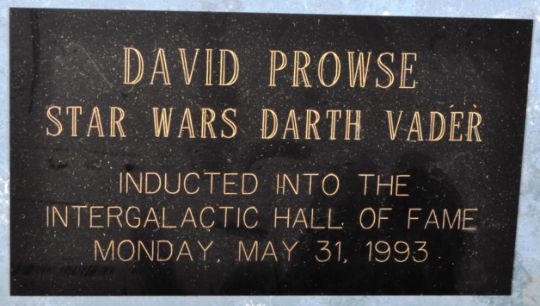 DAVID PROWSE
STAR WARS DARTH VADER
INDUCTED INTO THE
INTERGALACTIC HALL OF FAME
MONDAY, MAY 31, 1993